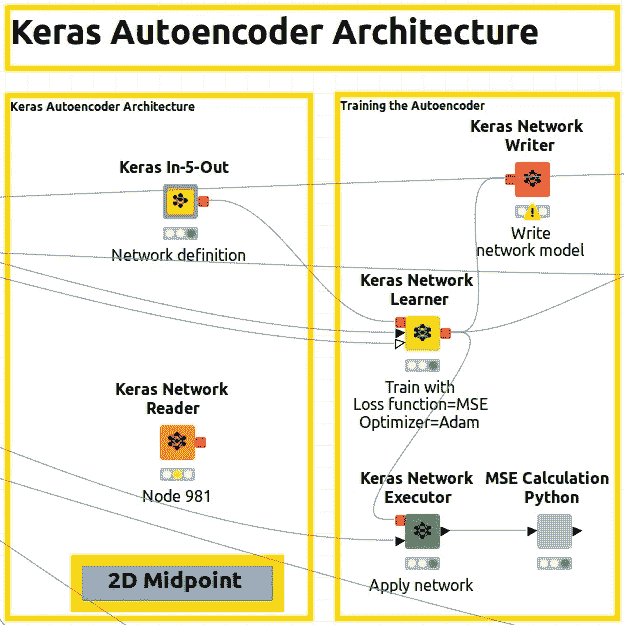 Keras Autoencoder Architecture
Keras Autoencoder Architecture
Keras In-5-Out
Network definition
Keras Network
Reader
Node 981
2D Midpoint
Training the Autoencoder
Keras Network
Writer
Write
network model
Keras Network
Learner
Train with
Loss function=MSE
Optimizer=Adam
Keras Network
Executor
Apply network
MSE Calculation
Python